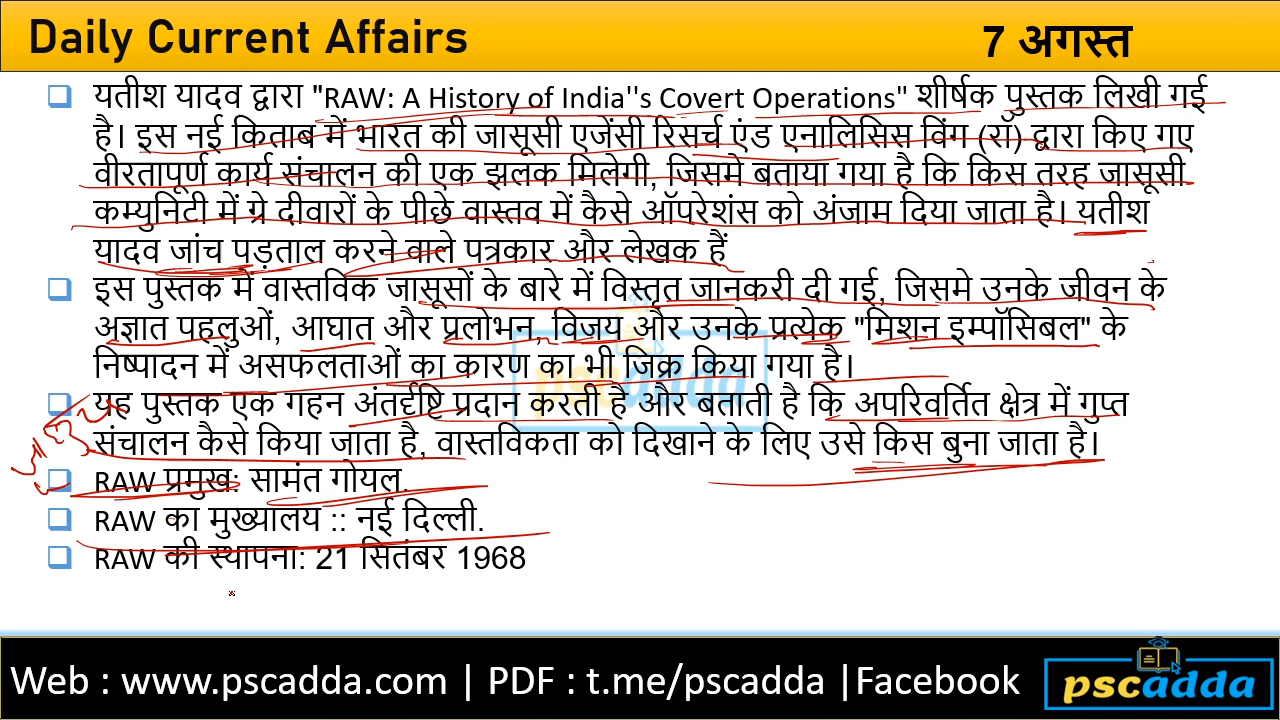 Daily Current Affairs
7 अगस्त
यतीश यादव द्वारा "RAW: A History of India''s Covert Operations" शीर्षक पुस्तक लिखी गई
है। इस नई किताब में भारत की जासूसी एजेंसी रिसर्च एंड एनालिसिस विंग (रॉ) द्वारा किए गए
वीरतापूर्ण कार्य संचालन की एक झलक मिलेगी, जिसमे बताया गया है कि किस तरह जासूसी
कम्युनिटी में ग्रे दीवारों के पीछे वास्तव में कैसे ऑपरेशंस को अंजाम दिया जाता है। यतीश
यादव जांच पड़ताल करने वाले पत्रकार और लेखक हैं
इस पुस्तक में वास्तविक जासूसों के बारे में विस्तृत जानकरी दी गई, जिसमे उनके जीवन के
अज्ञात पहलुओं, आघात और प्रलोभन, विजय और उनके प्रत्येक "मिशन इम्पॉसिबल" के
निष्पादन में असफलताओं का कारण का भी जिक्र किया गया है।
यह पुस्तक एक गहन अंतर्दृष्टि प्रदान करती है और बताती है कि अपरिवर्तित क्षेत्र में गुप्त
संचालन कैसे किया जाता है, वास्तविकता को दिखाने के लिए उसे किस बुना जाता है।
RAW प्रमुख: सामंत गोयल.
RAW का मुख्यालय :: नई दिल्ली.
RAW की स्थापना: 21 सितंबर 1968
Web : www.pscadda.com | PDF : t.me/pscadda |Facebook
pscadda